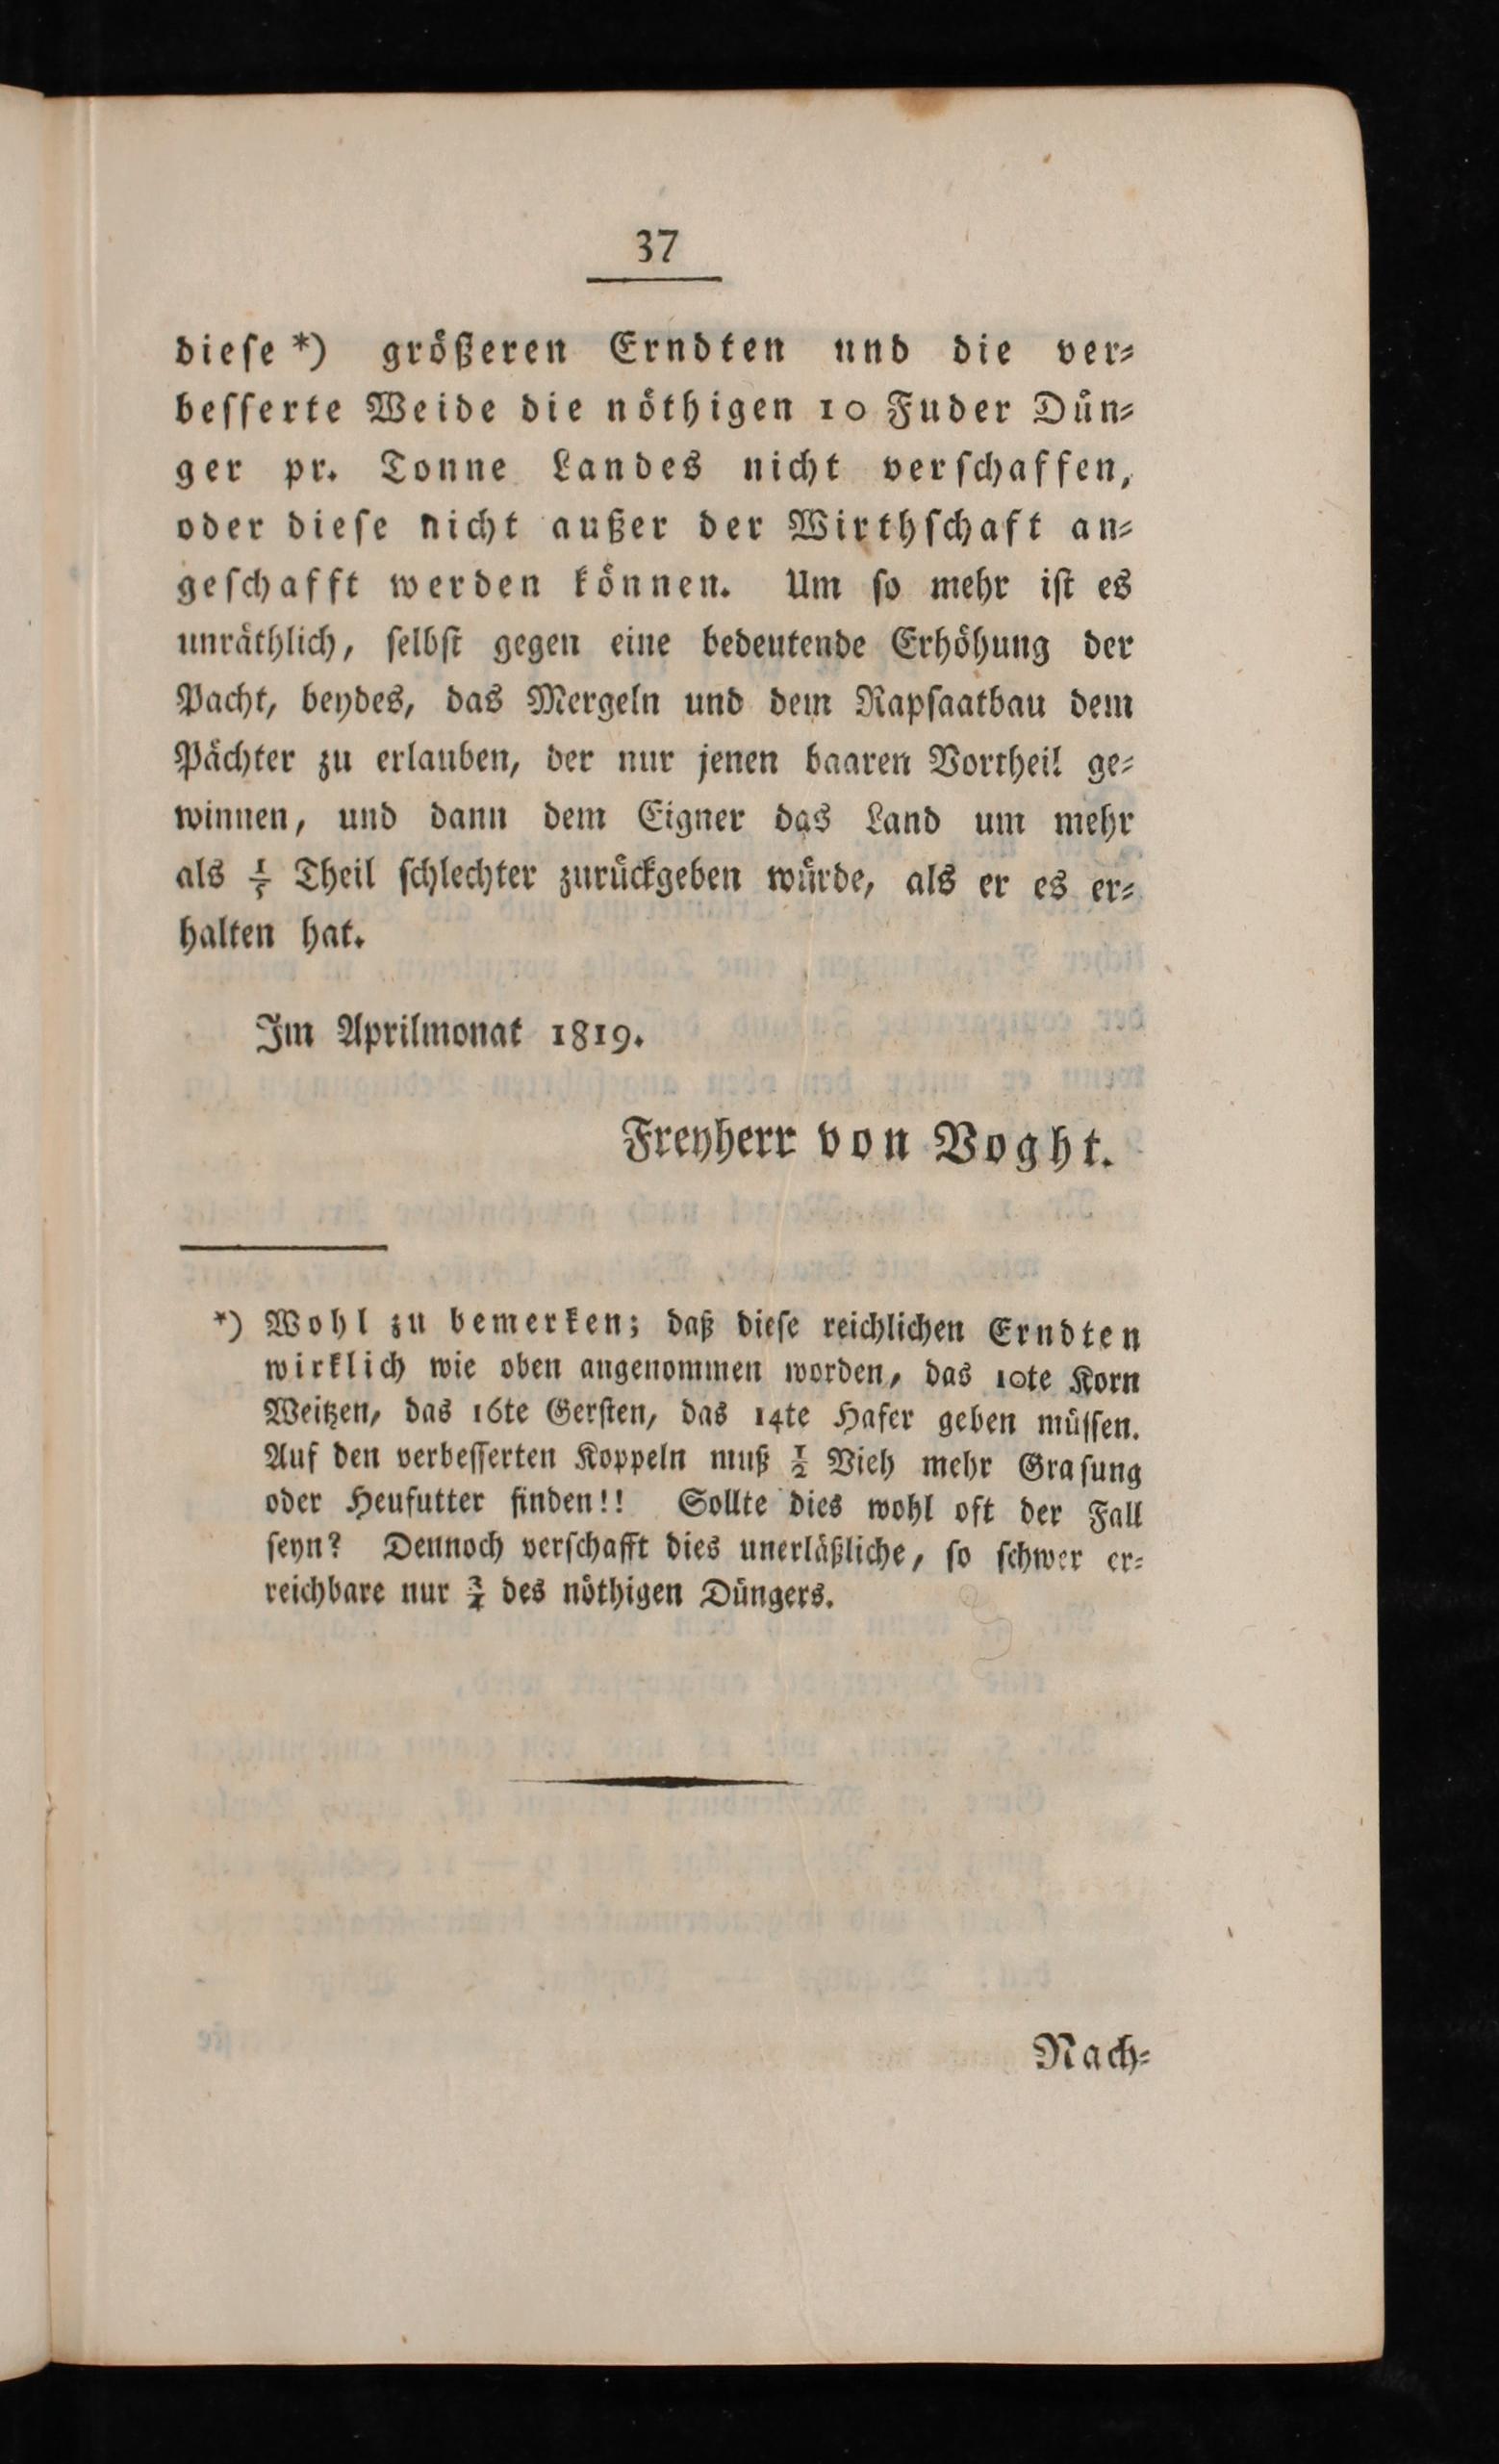 37
diese *) größeren Erndten und die ver-
besserte Weide die nöthigen 10 Fuder Dün-
ger pr. Tonne Landes nicht verschaffen,
oder diese nicht außer der Wirthschaft an-
geschafft werden können. Um so mehr ist es
unräthlich, selbst gegen eine bedeutende Erhöhung der
Pacht, beydes, das Mergeln und dem Rapsaatbau dem
Pächter zu erlauben, der nur jenen baaren Vortheil ge-
winnen, und dann dem Eigner das Land um mehr
als 1/5 Theil schlechter zurückgeben würde, als er es er-
halten hat.
Im Aprilmonat 1819.
Freyherr von Voght.
*) Wohl zu bemerken; daß diese reichlichen Erndten
wirklich wie oben angenommen worden, das 10te Korn
Weitzen, das 16te Gersten, das 14te Hafer geben müssen.
Auf den verbesserten Koppeln muß 1/2 Vieh mehr Grasung
oder Heufutter finden!! Sollte dies wohl oft der Fall
seyn? Dennoch verschafft dies unerläßliche, so schwer er-
reichbare nur 3/4 des nöthigen Düngers.
Nach-